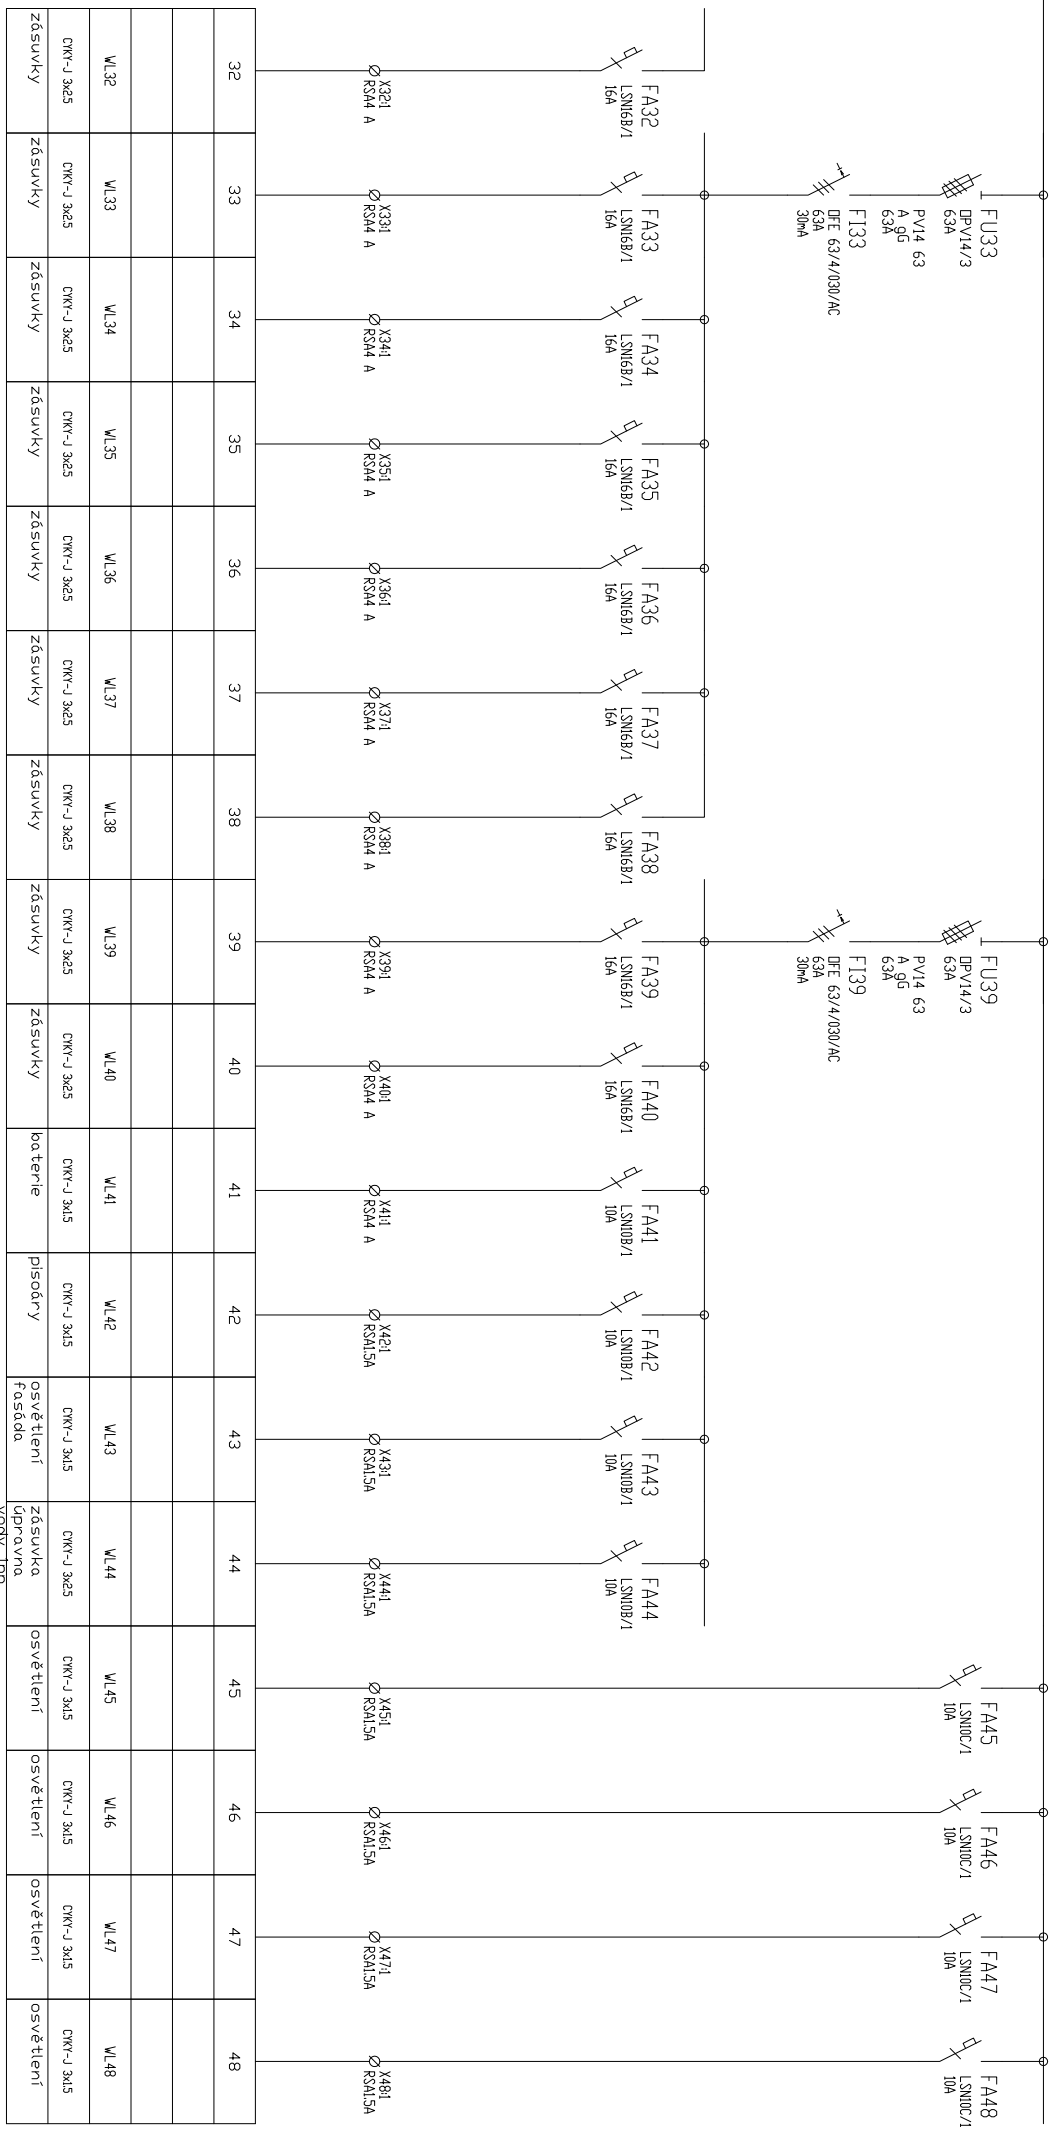 FU33
OPV14/3
63A
PV14 63
A gG
63A
FU39
OPV14/3
63A
PV14 63
A gG
63A
FA45
LSN10C/1
10A
FA46
LSN10C/1
10A
FA47
LSN10C/1
10A
FA48
LSN10C/1
10A
FI33
OFE 63/4/030/AC
63A
30mA
FI39
OFE 63/4/030/AC
63A
30mA
FA32
LSN16B/1
16A
FA33
LSN16B/1
16A
FA34
LSN16B/1
16A
FA35
LSN16B/1
16A
FA36
LSN16B/1
16A
FA37
LSN16B/1
16A
FA38
LSN16B/1
16A
FA39
LSN16B/1
16A
FA40
LSN16B/1
16A
FA41
LSN10B/1
10A
FA42
LSN10B/1
10A
FA43
LSN10B/1
10A
FA44
LSN10B/1
10A
X32:1
RSA4 A
X33:1
RSA4 A
X34:1
RSA4 A
X35:1
RSA4 A
X36:1
RSA4 A
X37:1
RSA4 A
X38:1
RSA4 A
X39:1
RSA4 A
X40:1
RSA4 A
X41:1
RSA4 A
X42:1
RSA1.5A
X43:1
RSA1.5A
X44:1
RSA1.5A
X45:1
RSA1.5A
X46:1
RSA1.5A
X47:1
RSA1.5A
X48:1
RSA1.5A
32 33 34 35 36 37 38 39 40 41 42 43 44 45 46 47 48
WL32 WL33 WL34 WL35 WL36 WL37 WL38 WL39 WL40 WL41 WL42 WL43 WL44 WL45 WL46 WL47 WL48
CYKY-J 3x2.5 CYKY-J 3x2.5 CYKY-J 3x2.5 CYKY-J 3x2.5 CYKY-J 3x2.5 CYKY-J 3x2.5 CYKY-J 3x2.5 CYKY-J 3x2.5 CYKY-J 3x2.5 CYKY-J 3x1.5 CYKY-J 3x1.5 CYKY-J 3x1.5 CYKY-J 3x2.5 CYKY-J 3x1.5 CYKY-J 3x1.5 CYKY-J 3x1.5 CYKY-J 3x1.5
zásuvky zásuvky zásuvky zásuvky zásuvky zásuvky zásuvky zásuvky zásuvky baterie pisoáry osvětlení zásuvka osvětlení osvětlení osvětlení osvětlení
fasáda úpravna
vody 1pp